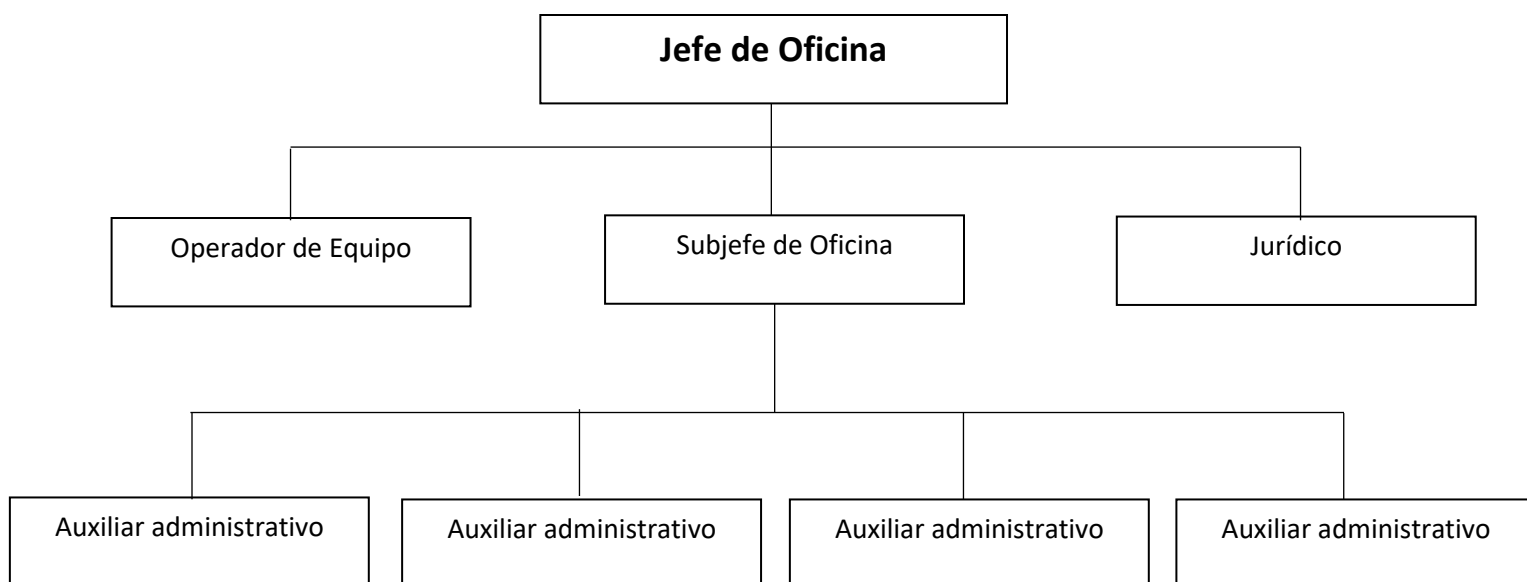 Jefe de Oficina
Operador de Equipo
Subjefe de Oficina
Jurídico
Auxiliar administrativo
Auxiliar administrativo
Auxiliar administrativo
Auxiliar administrativo